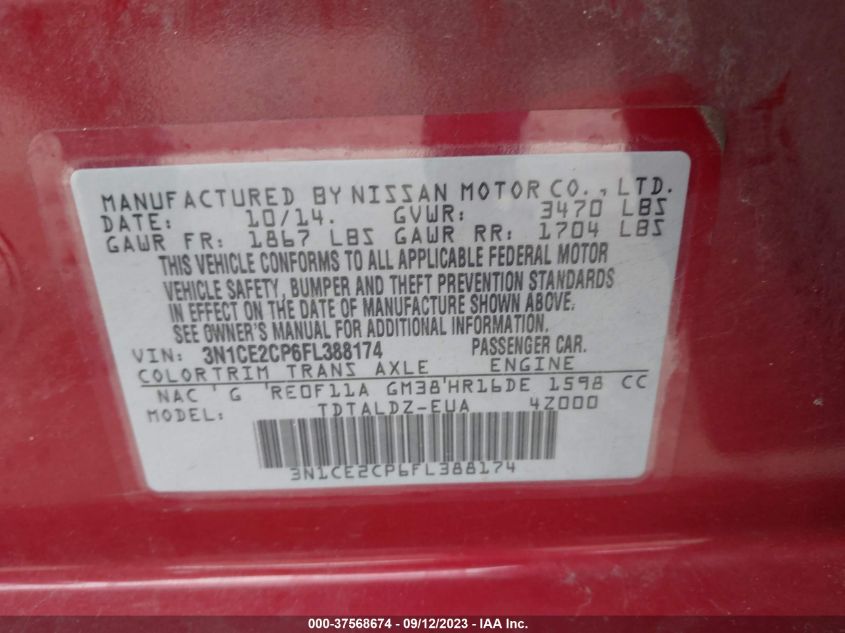 MANUFACTURED BY NISSAN MOTOR CO., LTD.
DATE: 10/14. GVWR: 3470 LBS
GAWR FR: 1867 LBS GAWR RR: 1704 LBS
THIS VEHICLE CONFORMS TO ALL APPLICABLE FEDERAL MOTOR
VEHICLE SAFETY, BUMPER AND THEFT PREVENTION STANDARDS
IN EFFECT ON THE DATE OF MANUFACTURE SHOWN ABOVE.
SEE OWNER'S MANUAL FOR ADDITIONAL INFORMATION.
VIN: 3N1CE2CP6FL388174 PASSENGER CAR.
COLOR TRIM TRANS AXLE ENGINE
NAC ' G 'RE0F11A GM38'HR16DE 1598 CC
MODEL: TDTALDZ-EUA 4Z000
3N1CE2CP6FL388174
000-37568674 / 09/12/2023 - IAA Inc.